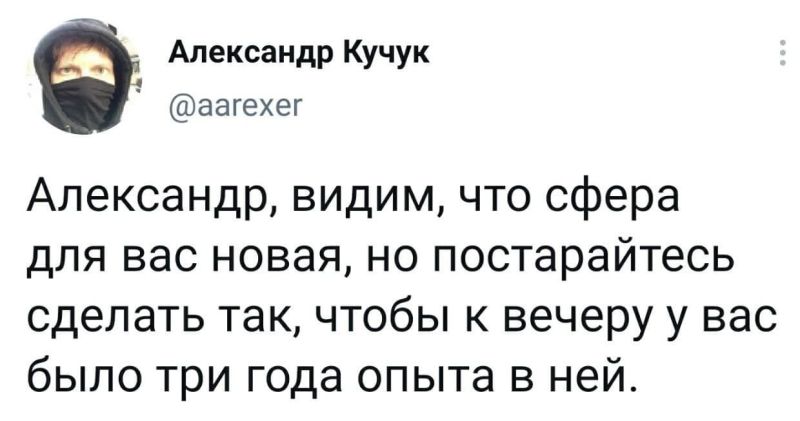 Александр Кучук
@aarexer
Александр, видим, что сфера
для вас новая, но постарайтесь
сделать так, чтобы к вечеру у вас
было три года опыта в ней.